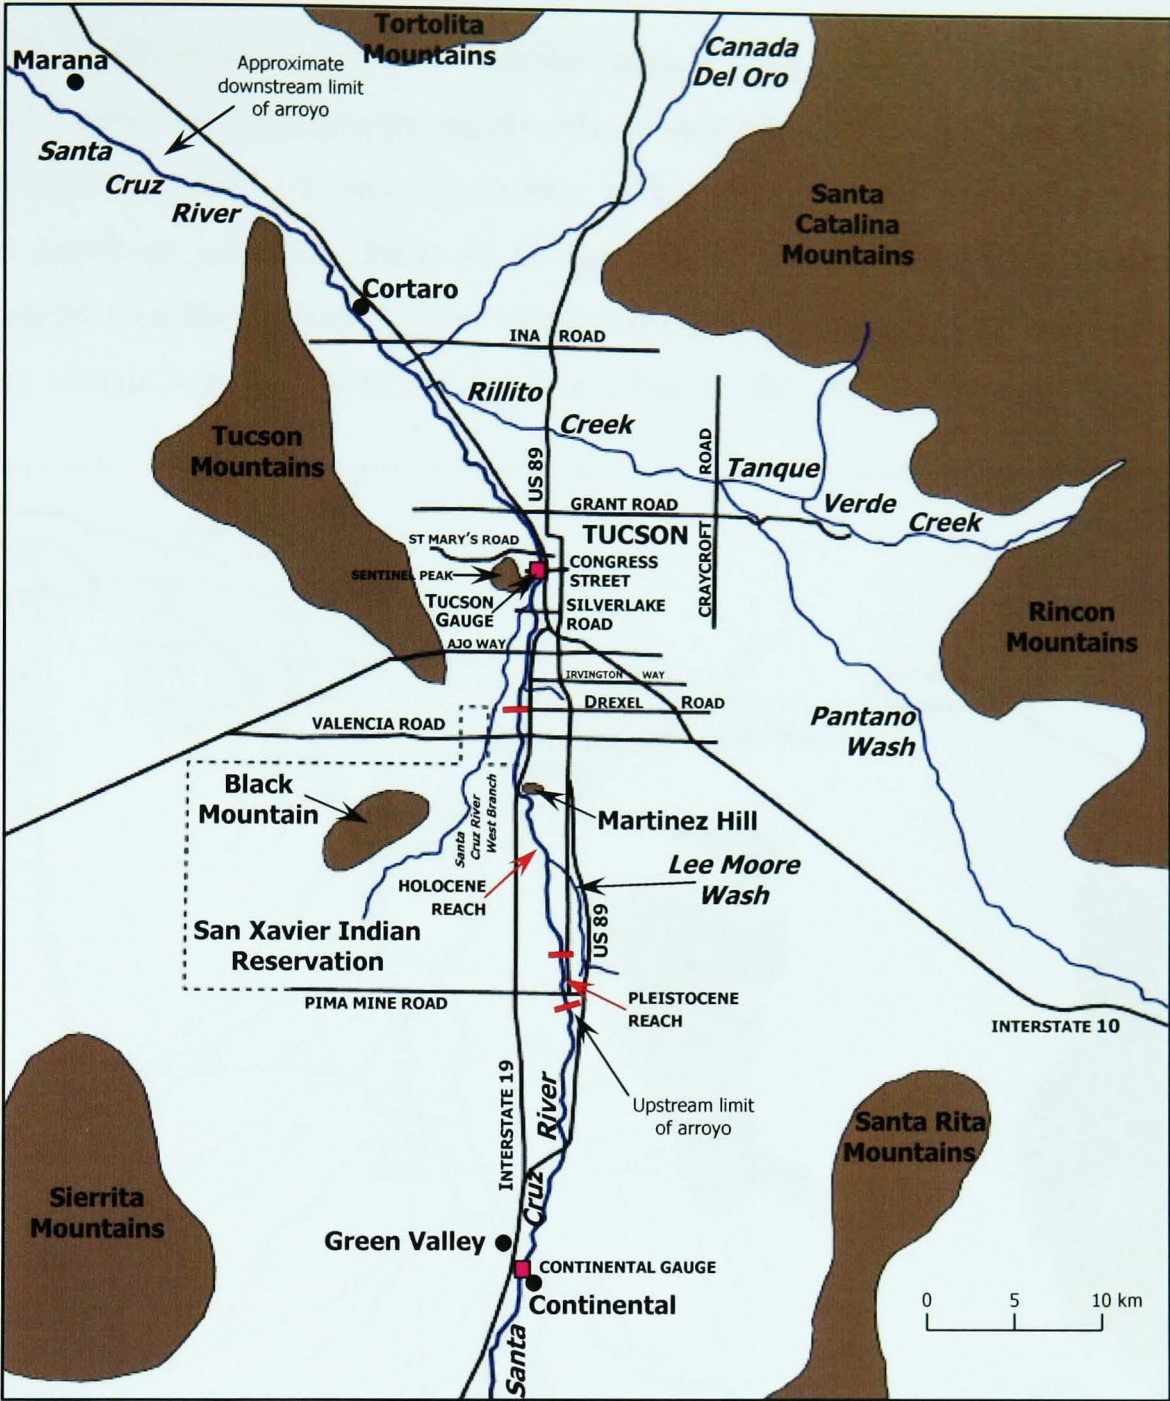 Tortolita
Mountains
Canada
Del Oro
Marana
Approximate
downstream limit
of arroyo
Santa
Cruz
River
Santa
Catalina
Mountains
Cortaro
INA ROAD
Rillito
Creek
Tucson
Mountains
US 89
CRAYCROFT ROAD
Tanque
Verde
Creek
GRANT ROAD
TUCSON
ST MARY'S ROAD
CONGRESS
STREET
SENTINEL PEAK
TUCSON
GAUGE
SILVERLAKE
ROAD
Rincon
Mountains
AJO WAY
IRVINGTON WAY
DREXEL ROAD
VALENCIA ROAD
Pantano
Wash
Black
Mountain
Santa
Cruz River
West Branch
Martinez Hill
HOLOCENE
REACH
Lee Moore
Wash
US 89
San Xavier Indian
Reservation
PIMA MINE ROAD
PLEISTOCENE
REACH
INTERSTATE 10
INTERSTATE 19
Upstream limit
of arroyo
Santa Rita
Mountains
Sierrita
Mountains
Green Valley
CONTINENTAL GAUGE
Continental
Santa Cruz River
0 5 10 km